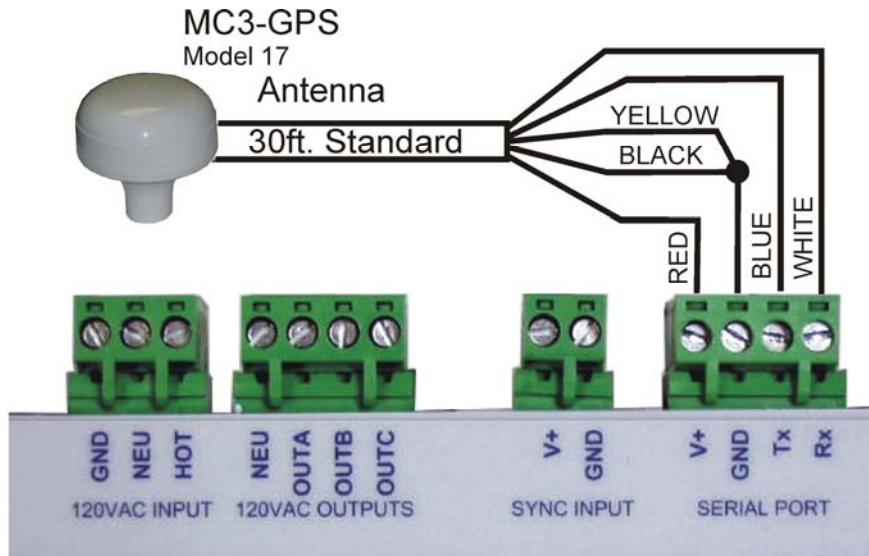 MC3-GPS
Model 17
Antenna
30ft. Standard
YELLOW
BLACK
RED
BLUE
WHITE
GND
NEU
HOT
NEU
OUTA
OUTB
OUTC
V+
GND
V+
GND
Tx
Rx
120VAC INPUT
120VAC OUTPUTS
SYNC INPUT
SERIAL PORT